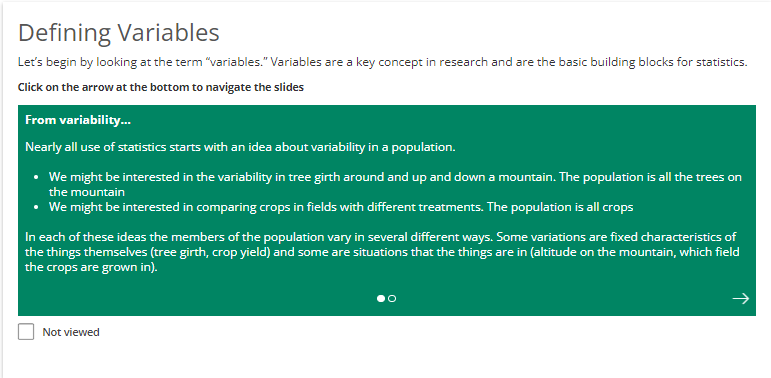 Defining Variables
Let's begin by looking at the term “variables.” Variables are a key concept in research and are the basic building blocks for statistics.
Click on the arrow at the bottom to navigate the slides
From variability...
Nearly all use of statistics starts with an idea about variability in a population.
• We might be interested in the variability in tree girth around and up and down a mountain. The population is all the trees on
the mountain
• We might be interested in comparing crops in fields with different treatments. The population is all crops
In each of these ideas the members of the population vary in several different ways. Some variations are fixed characteristics of
the things themselves (tree girth, crop yield) and some are situations that the things are in (altitude on the mountain, which field
the crops are grown in).
Not viewed